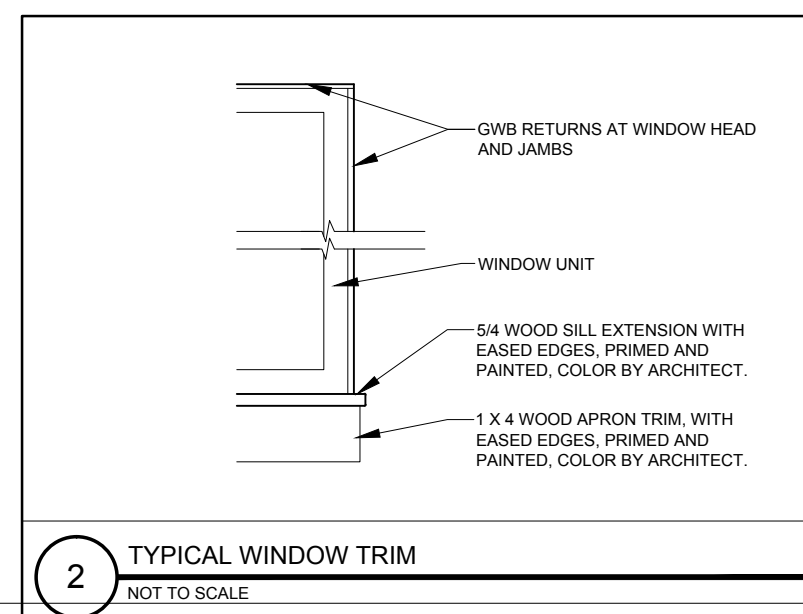 GWB RETURNS AT WINDOW HEAD
AND JAMBS
WINDOW UNIT
5/4 WOOD SILL EXTENSION WITH
EASED EDGES, PRIMED AND
PAINTED, COLOR BY ARCHITECT.
1 X 4 WOOD APRON TRIM, WITH
EASED EDGES, PRIMED AND
PAINTED, COLOR BY ARCHITECT.
2
TYPICAL WINDOW TRIM
NOT TO SCALE